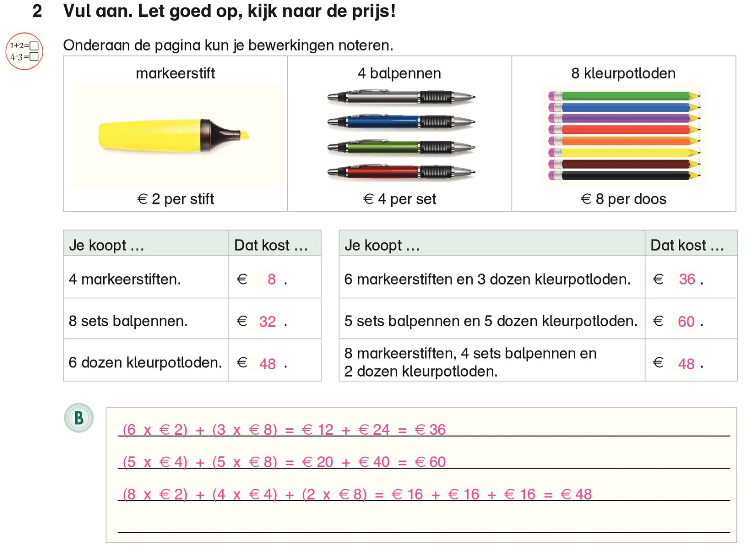 2 Vul aan. Let goed op, kijk naar de prijs!
1+2=
4-3=
Onderaan de pagina kun je bewerkingen noteren.
markeerstift 4 balpennen 8 kleurpotloden
€ 2 per stift € 4 per set € 8 per doos
Je koopt … Dat kost …
4 markeerstiften. € 8 .
8 sets balpennen. € 32 .
6 dozen kleurpotloden. € 48 .
Je koopt … Dat kost …
6 markeerstiften en 3 dozen kleurpotloden. € 36 .
5 sets balpennen en 5 dozen kleurpotloden. € 60 .
8 markeerstiften, 4 sets balpennen en
2 dozen kleurpotloden. € 48 .
B
(6 x € 2) + (3 x € 8) = € 12 + € 24 = € 36
(5 x € 4) + (5 x € 8) = € 20 + € 40 = € 60
(8 x € 2) + (4 x € 4) + (2 x € 8) = € 16 + € 16 + € 16 = € 48